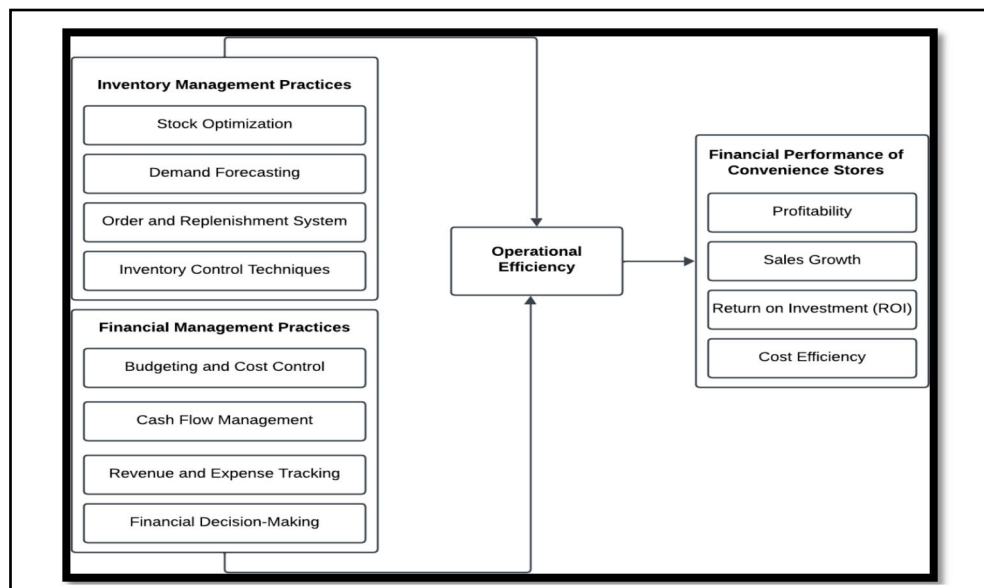 Inventory Management Practices
Stock Optimization
Demand Forecasting
Order and Replenishment System
Inventory Control Techniques
Financial Management Practices
Budgeting and Cost Control
Cash Flow Management
Revenue and Expense Tracking
Financial Decision-Making
Operational
Efficiency
Financial Performance of
Convenience Stores
Profitability
Sales Growth
Return on Investment (ROI)
Cost Efficiency